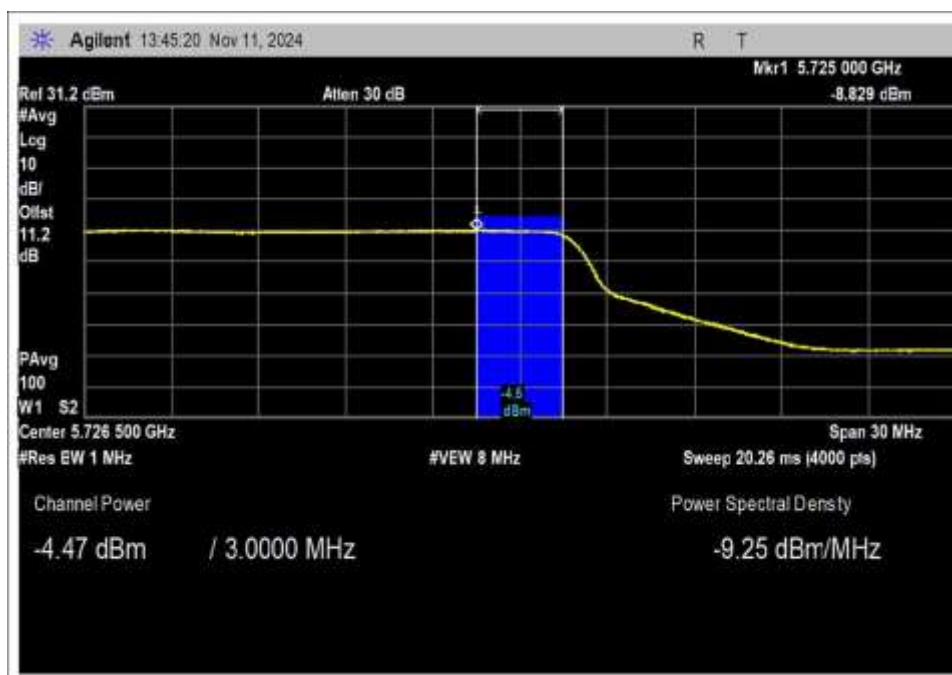 Agilent 13:45:20 Nov 11, 2024 R T
Mkr1 5.725 000 GHz
Ref 31.2 dBm Atten 30 dB -8.829 dBm
#Avg
Log
10
dB/
Offst
11.2
dB
1
-4.5
dBm
PAvg
100
W1 S2
Center 5.726 500 GHz Span 30 MHz
#Res BW 1 MHz #VBW 8 MHz Sweep 20.26 ms (4000 pts)
Channel Power Power Spectral Density
-4.47 dBm / 3.0000 MHz -9.25 dBm/MHz